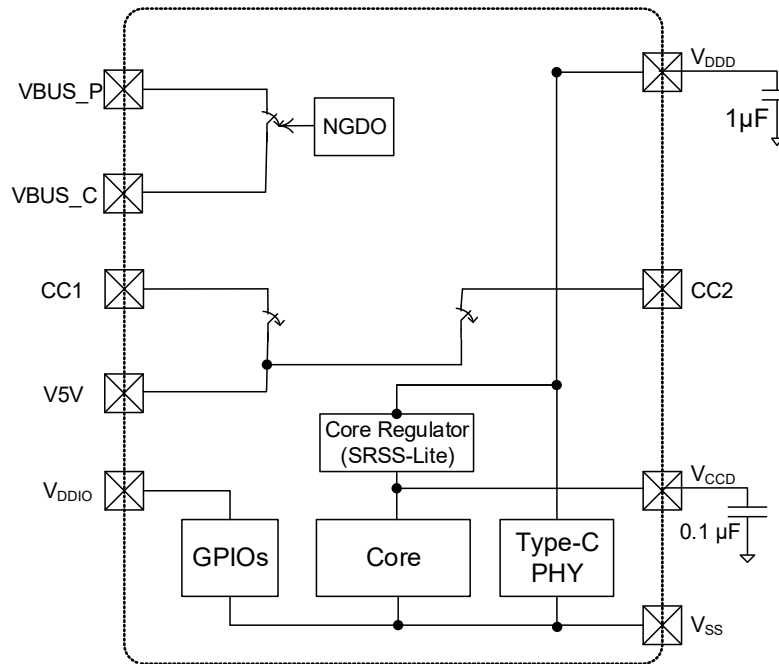 VBUS_P
NGDO
VDDD
1µF
VBUS_C
CC1
CC2
V5V
Core Regulator
(SRSS-Lite)
VDDIO
VCCD
0.1 µF
GPIOs
Core
Type-C
PHY
VSS